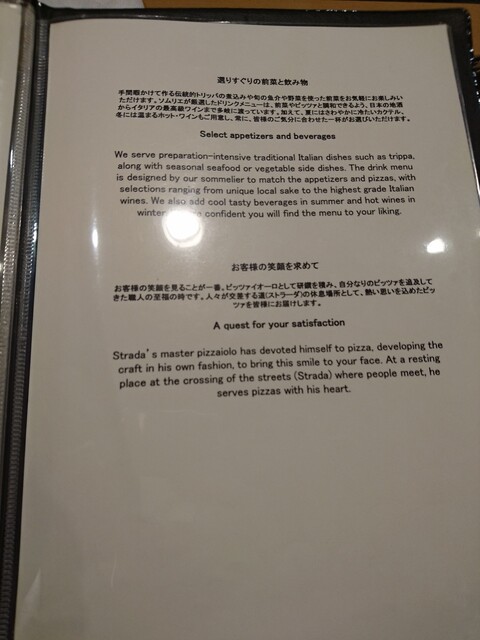 選りすぐりの前菜と飲み物
手間暇かけて作る伝統的トリッパの煮込みや旬の魚介や野菜を使った前菜をお気軽にお楽しみい
ただけます。ソムリエが厳選したドリンクメニューは、前菜やピッツァと調和できるよう、日本の地酒
からイタリアの最高級ワインまで多岐に渡っています。加えて、夏にはさわやかに冷たいカクテル、
冬には温まるホット・ワインもご用意し、常に、皆様のご気分に合わせた一杯がお選びいただけます。
Select appetizers and beverages
We serve preparation-intensive traditional Italian dishes such as trippa,
along with seasonal seafood or vegetable side dishes. The drink menu
is designed by our sommelier to match the appetizers and pizzas, with
selections ranging from unique local sake to the highest grade Italian
wines. We also add cool tasty beverages in summer and hot wines in
winter confident you will find the menu to your liking.
お客様の笑顔を求めて
お客様の笑顔を見ることが一番、ピッツァイオーロとして研鑽を積み、自分なりのピッツァを追及して
きた職人の至福の時です。人々が交差する道(ストラーダ)の休息場所として、熱い思いを込めたピッ
ツァを皆様にお届けします。
A quest for your satisfaction
Strada's master pizzaiolo has devoted himself to pizza, developing the
craft in his own fashion, to bring this smile to your face. At a resting
place at the crossing of the streets (Strada) where people meet, he
serves pizzas with his heart.